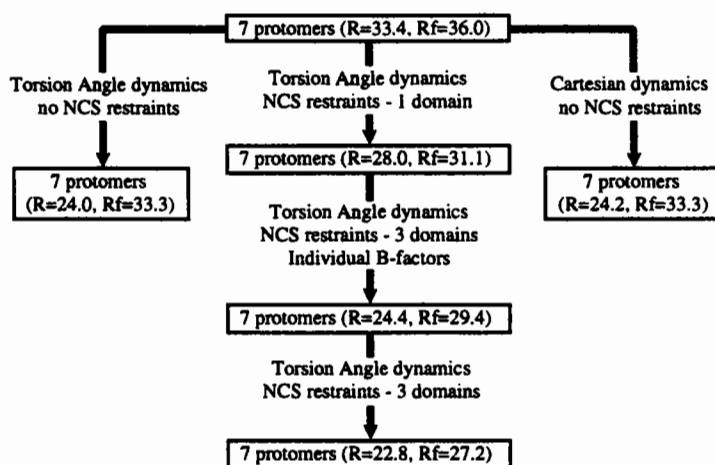 7 protomers (R=33.4, Rf=36.0)
Torsion Angle dynamics
no NCS restraints
Torsion Angle dynamics
NCS restraints - 1 domain
Cartesian dynamics
no NCS restraints
7 protomers
(R=24.0, Rf=33.3)
7 protomers (R=28.0, Rf=31.1)
7 protomers
(R=24.2, Rf=33.3)
Torsion Angle dynamics
NCS restraints - 3 domains
Individual B-factors
7 protomers (R=24.4, Rf=29.4)
Torsion Angle dynamics
NCS restraints - 3 domains
7 protomers (R=22.8, Rf=27.2)